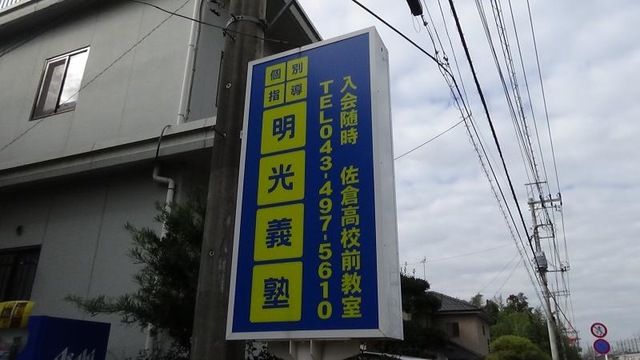 個別
指導
明光義塾
入会随時 佐倉高校前教室
TEL043-497-5610